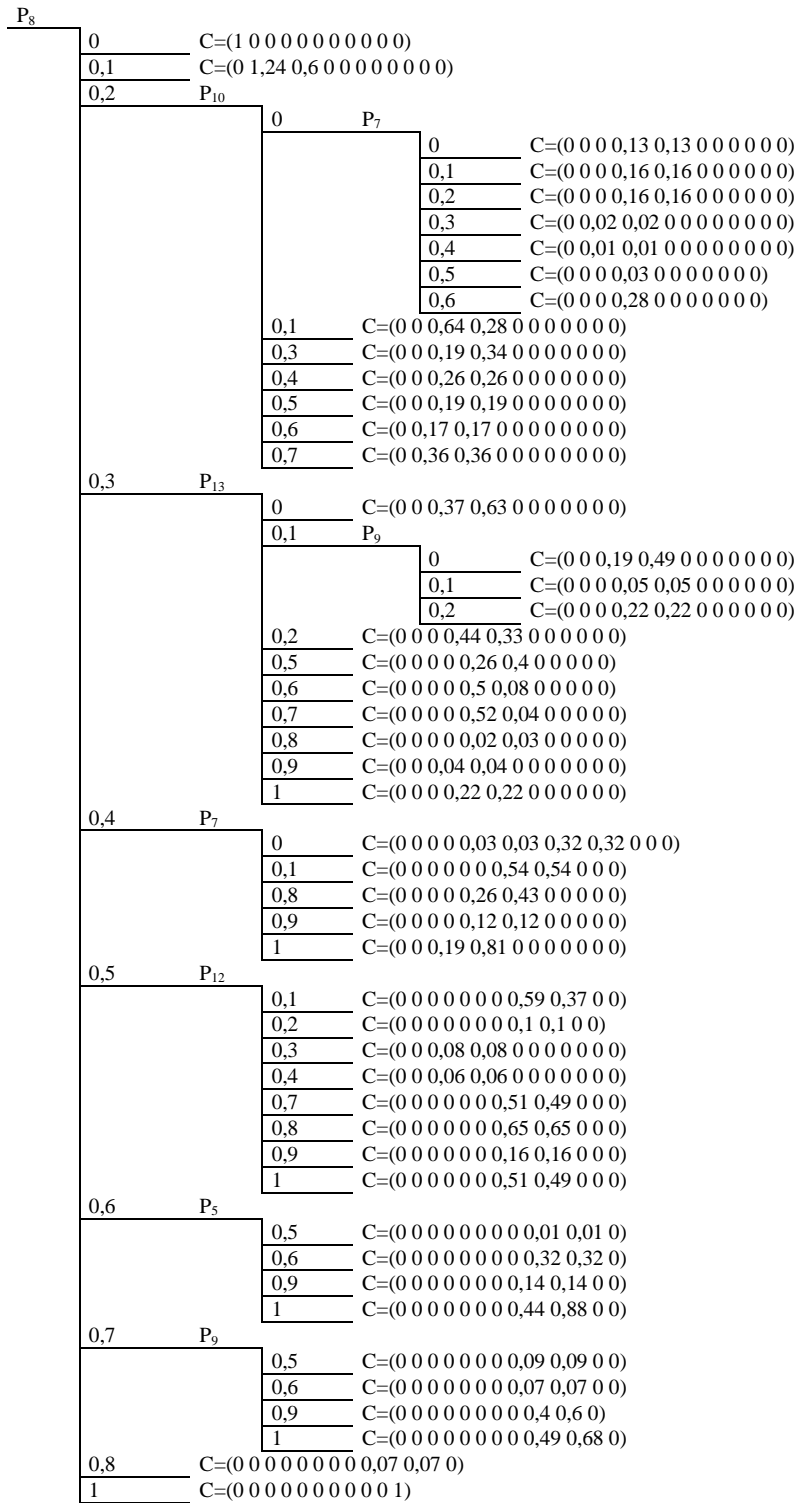 P₈
0 C=(1 0 0 0 0 0 0 0 0 0 0)
0,1 C=(0 1,24 0,6 0 0 0 0 0 0 0 0)
0,2 P₁₀
0 P₇
0 C=(0 0 0 0,13 0,13 0 0 0 0 0 0)
0,1 C=(0 0 0 0,16 0,16 0 0 0 0 0 0)
0,2 C=(0 0 0 0,16 0,16 0 0 0 0 0 0)
0,3 C=(0 0,02 0,02 0 0 0 0 0 0 0 0)
0,4 C=(0 0,01 0,01 0 0 0 0 0 0 0 0)
0,5 C=(0 0 0 0,03 0 0 0 0 0 0 0)
0,6 C=(0 0 0 0,28 0 0 0 0 0 0 0)
0,1 C=(0 0 0,64 0,28 0 0 0 0 0 0 0)
0,3 C=(0 0 0,19 0,34 0 0 0 0 0 0 0)
0,4 C=(0 0 0,26 0,26 0 0 0 0 0 0 0)
0,5 C=(0 0 0,19 0,19 0 0 0 0 0 0 0)
0,6 C=(0 0,17 0,17 0 0 0 0 0 0 0 0)
0,7 C=(0 0,36 0,36 0 0 0 0 0 0 0 0)
0,3 P₁₃
0 C=(0 0 0,37 0,63 0 0 0 0 0 0 0)
0,1 P₉
0 C=(0 0 0,19 0,49 0 0 0 0 0 0 0)
0,1 C=(0 0 0 0,05 0,05 0 0 0 0 0 0)
0,2 C=(0 0 0 0,22 0,22 0 0 0 0 0 0)
0,2 C=(0 0 0 0,44 0,33 0 0 0 0 0 0)
0,5 C=(0 0 0 0 0,26 0,4 0 0 0 0 0)
0,6 C=(0 0 0 0 0,5 0,08 0 0 0 0 0)
0,7 C=(0 0 0 0 0,52 0,04 0 0 0 0 0)
0,8 C=(0 0 0 0 0,02 0,03 0 0 0 0 0)
0,9 C=(0 0 0,04 0,04 0 0 0 0 0 0 0)
1 C=(0 0 0 0,22 0,22 0 0 0 0 0 0)
0,4 P₇
0 C=(0 0 0 0 0,03 0,03 0,32 0,32 0 0 0)
0,1 C=(0 0 0 0 0 0 0,54 0,54 0 0 0)
0,8 C=(0 0 0 0 0,26 0,43 0 0 0 0 0)
0,9 C=(0 0 0 0 0,12 0,12 0 0 0 0 0)
1 C=(0 0 0,19 0,81 0 0 0 0 0 0 0)
0,5 P₁₂
0,1 C=(0 0 0 0 0 0 0 0,59 0,37 0 0)
0,2 C=(0 0 0 0 0 0 0 0,1 0,1 0 0)
0,3 C=(0 0 0,08 0,08 0 0 0 0 0 0 0)
0,4 C=(0 0 0,06 0,06 0 0 0 0 0 0 0)
0,7 C=(0 0 0 0 0 0 0,51 0,49 0 0 0)
0,8 C=(0 0 0 0 0 0 0,65 0,65 0 0 0)
0,9 C=(0 0 0 0 0 0 0,16 0,16 0 0 0)
1 C=(0 0 0 0 0 0 0,51 0,49 0 0 0)
0,6 P₅
0,5 C=(0 0 0 0 0 0 0 0 0,01 0,01 0)
0,6 C=(0 0 0 0 0 0 0 0 0,32 0,32 0)
0,9 C=(0 0 0 0 0 0 0 0,14 0,14 0 0)
1 C=(0 0 0 0 0 0 0 0,44 0,88 0 0)
0,7 P₉
0,5 C=(0 0 0 0 0 0 0 0,09 0,09 0 0)
0,6 C=(0 0 0 0 0 0 0 0,07 0,07 0 0)
0,9 C=(0 0 0 0 0 0 0 0 0,4 0,6 0)
1 C=(0 0 0 0 0 0 0 0 0,49 0,68 0)
0,8 C=(0 0 0 0 0 0 0 0 0,07 0,07 0)
1 C=(0 0 0 0 0 0 0 0 0 0 1)